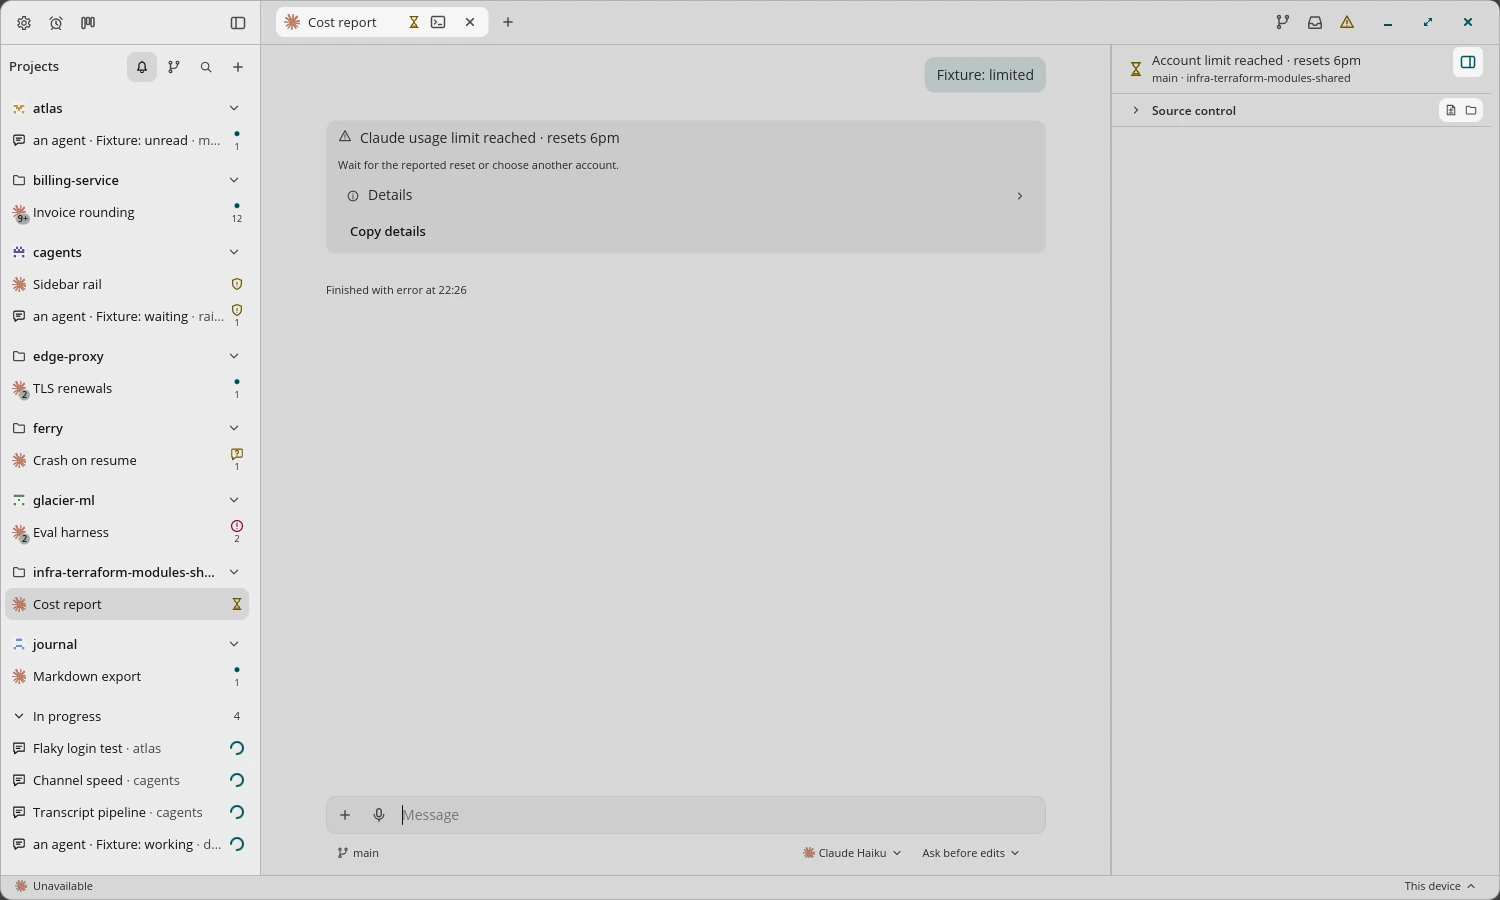 Cost report
Projects
atlas
an agent · Fixture: unread · m...
1
billing-service
Invoice rounding
9+
12
cagents
Sidebar rail
an agent · Fixture: waiting · rai...
1
edge-proxy
TLS renewals
2
1
ferry
Crash on resume
1
glacier-ml
Eval harness
2
2
infra-terraform-modules-sh...
Cost report
journal
Markdown export
1
In progress
4
Flaky login test · atlas
Channel speed · cagents
Transcript pipeline · cagents
an agent · Fixture: working · d...
Unavailable
Fixture: limited
Claude usage limit reached · resets 6pm
Wait for the reported reset or choose another account.
Details
Copy details
Finished with error at 22:26
Message
main
Claude Haiku
Ask before edits
Account limit reached · resets 6pm
main · infra-terraform-modules-shared
Source control
This device